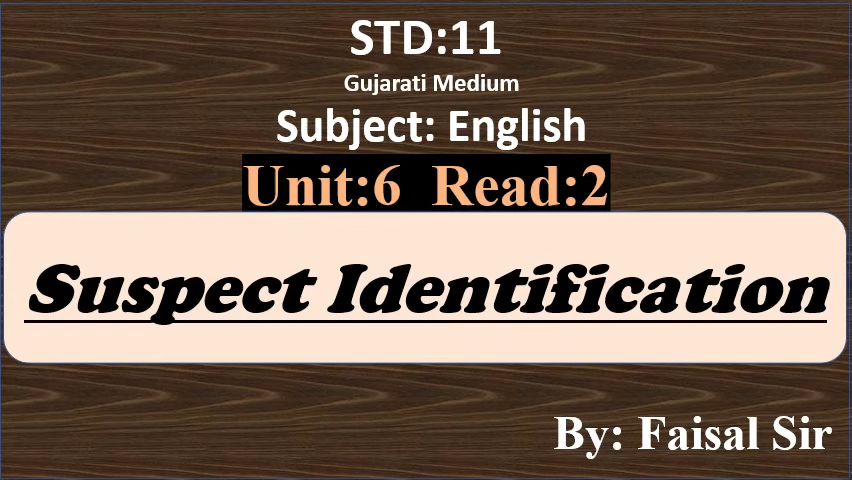 STD:11
Gujarati Medium
Subject: English
Unit:6 Read:2
Suspect Identification
By: Faisal Sir